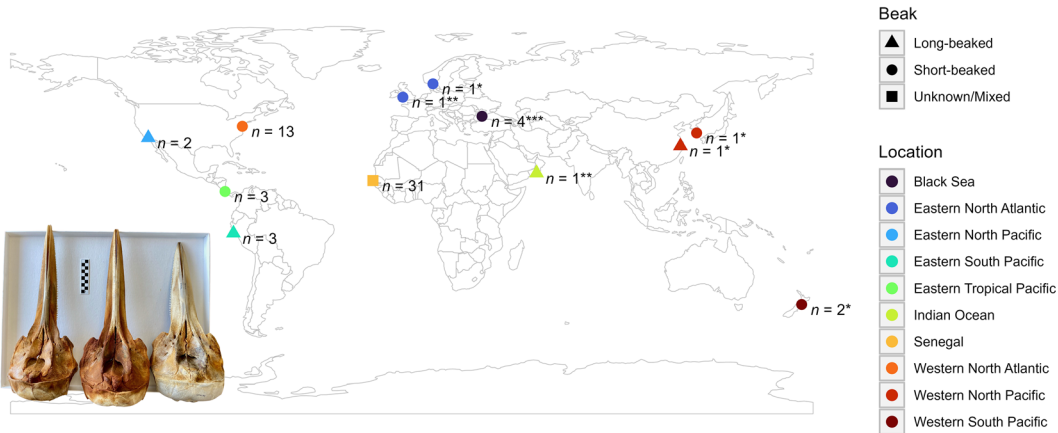 n = 1*
n = 1**
n = 4***
n = 13
n = 2
n = 1*
n = 1*
n = 31
n = 1**
n = 3
n = 3
n = 2*
Beak
Long-beaked
Short-beaked
Unknown/Mixed
Location
Black Sea
Eastern North Atlantic
Eastern North Pacific
Eastern South Pacific
Eastern Tropical Pacific
Indian Ocean
Senegal
Western North Atlantic
Western North Pacific
Western South Pacific